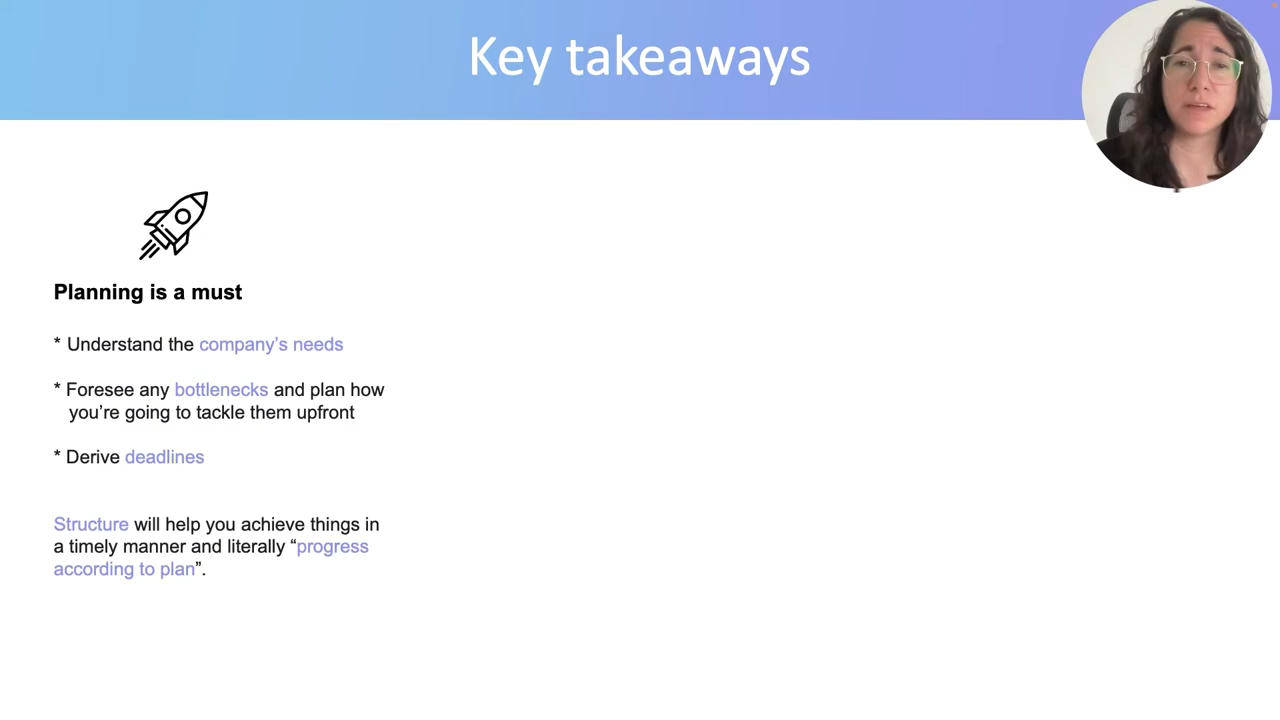 Key takeaways
Planning is a must
* Understand the company’s needs
* Foresee any bottlenecks and plan how
you’re going to tackle them upfront
* Derive deadlines
Structure will help you achieve things in
a timely manner and literally “progress
according to plan”.